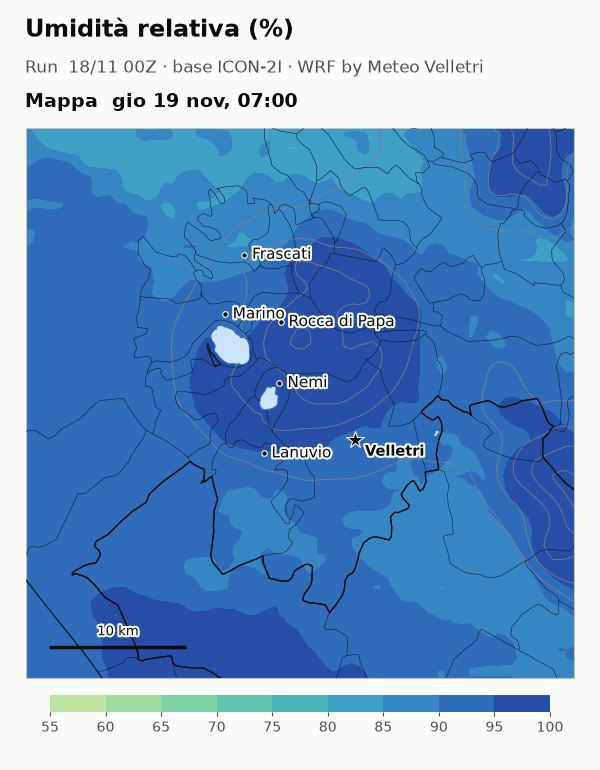 Umidità relativa (%)
Run  18/11 00Z · base ICON-2I · WRF by Meteo Velletri
Mappa  gio 19 nov, 07:00
Frascati
Marino
Rocca di Papa
Nemi
Velletri
Lanuvio
10 km
55 60 65 70 75 80 85 90 95 100